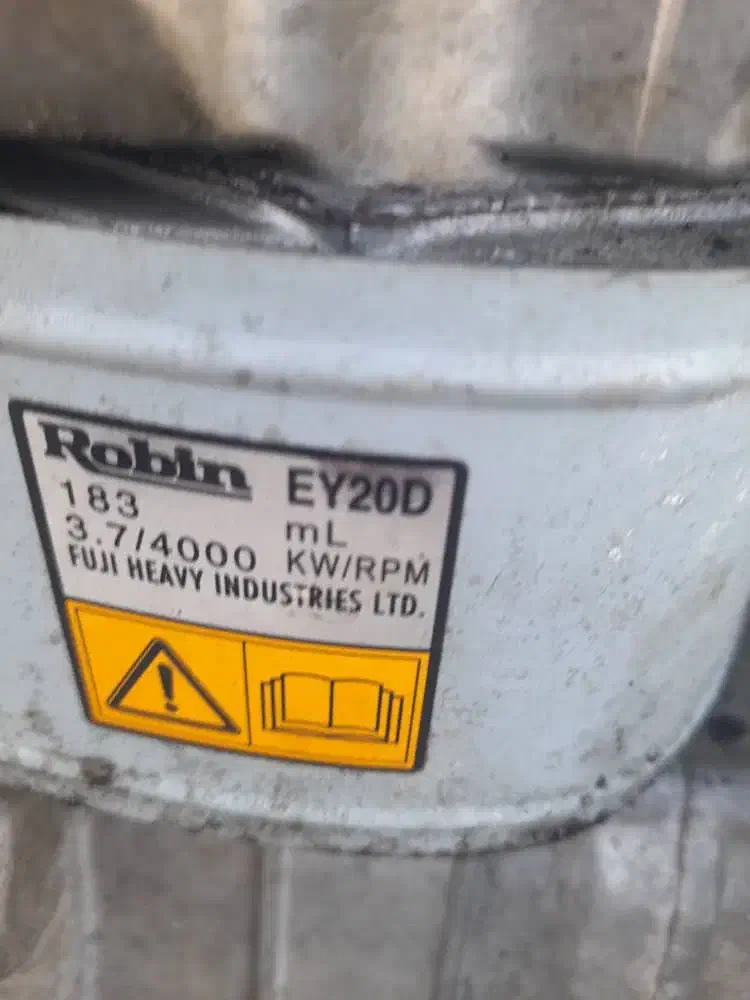 Robin EY20D
183 mL
3.7/4000 KW/RPM
FUJI HEAVY INDUSTRIES LTD.